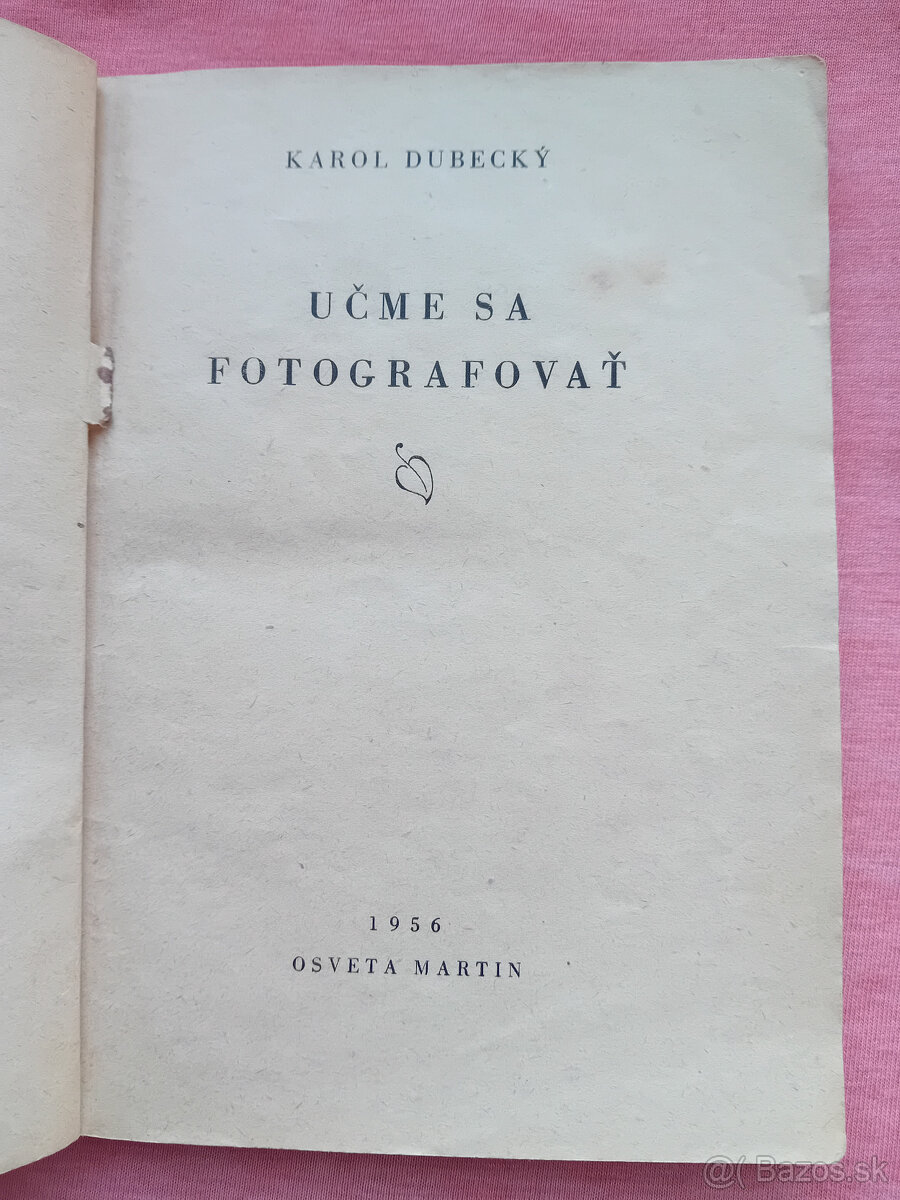 KAROL DUBECKÝ
UČME SA
FOTOGRAFOVAŤ
1956
OSVETA MARTIN
@( Bazos.sk